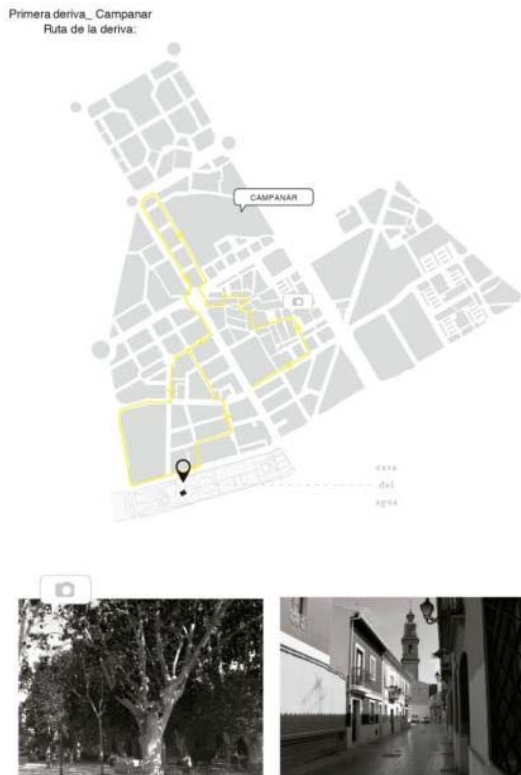 Primera deriva_ Campanar
Ruta de la deriva:
CAMPANAR
casa
del
agua